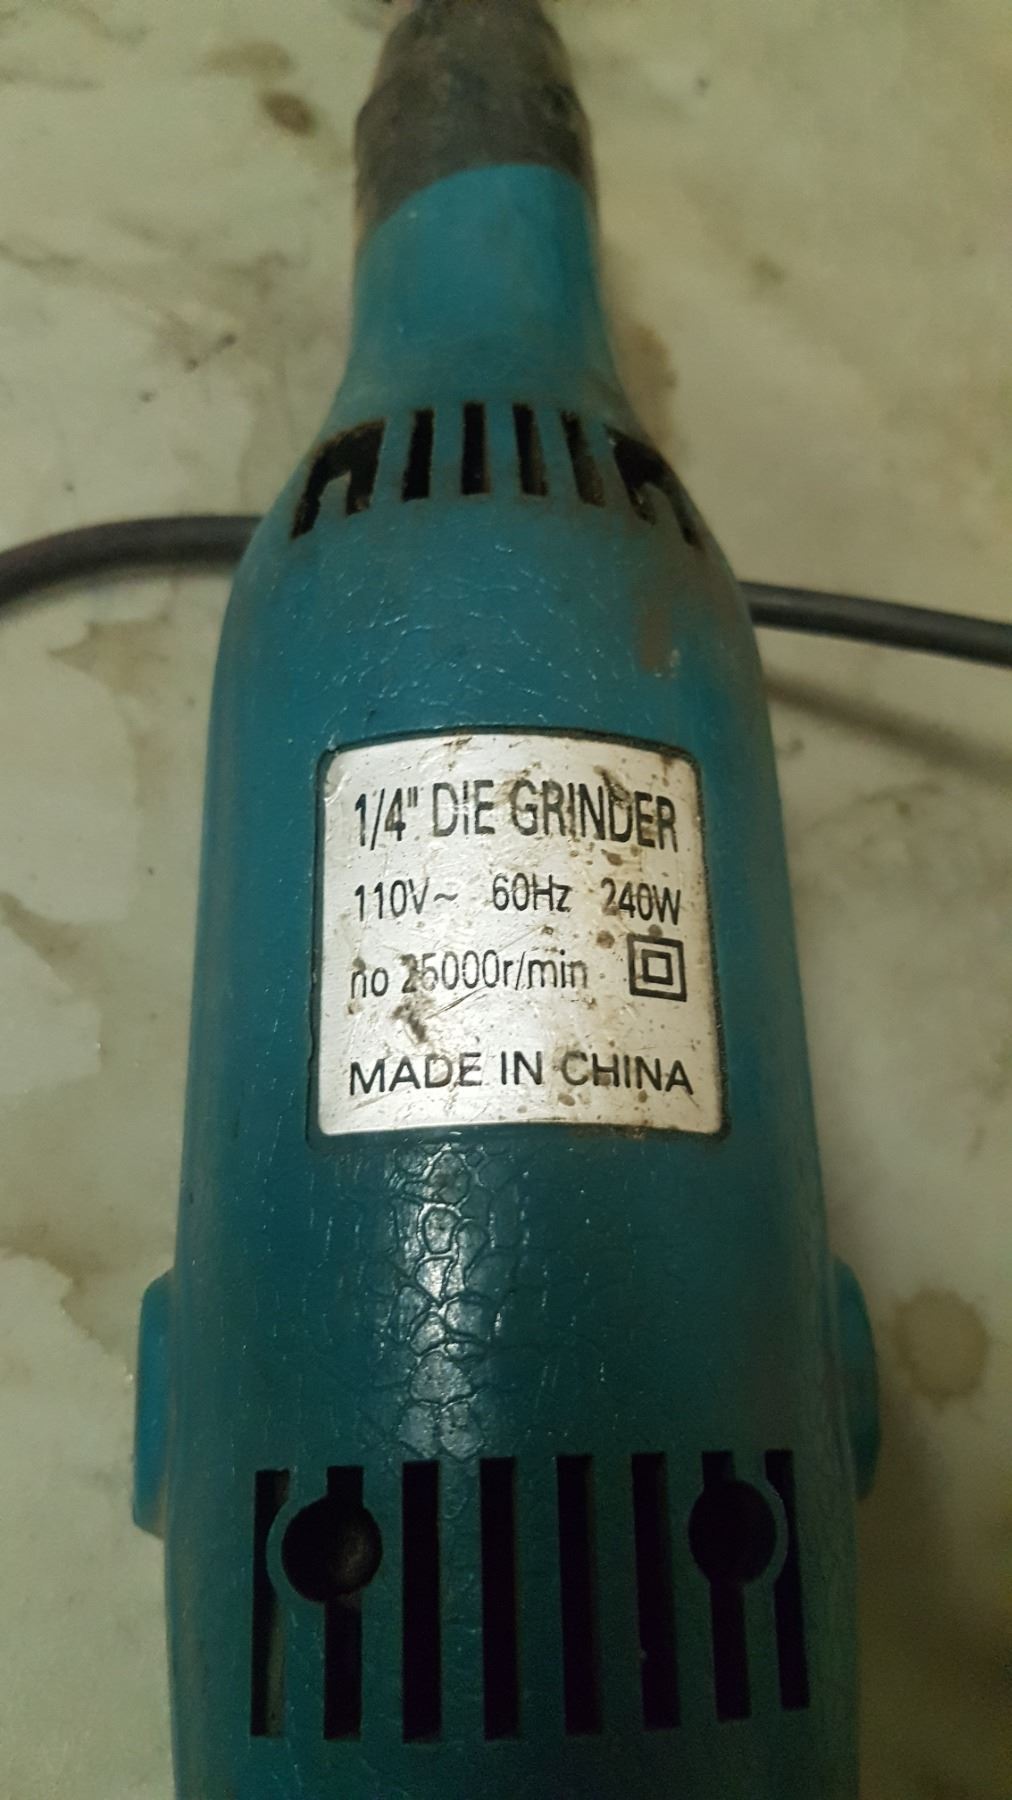 1/4" DIE GRINDER
110V~ 60Hz 240W
no 25000r/min
MADE IN CHINA